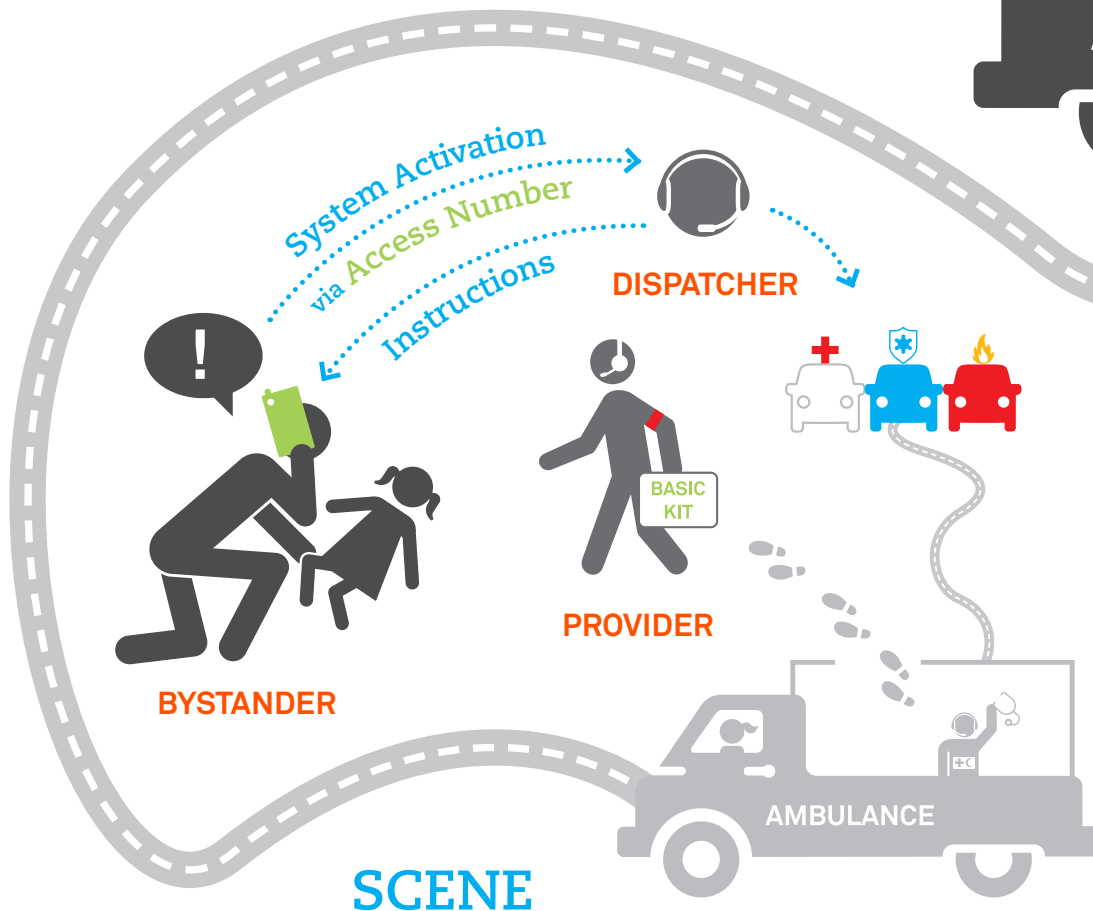 System Activation
via Access Number
Instructions
DISPATCHER
!
BASIC
KIT
PROVIDER
BYSTANDER
AMBULANCE
SCENE